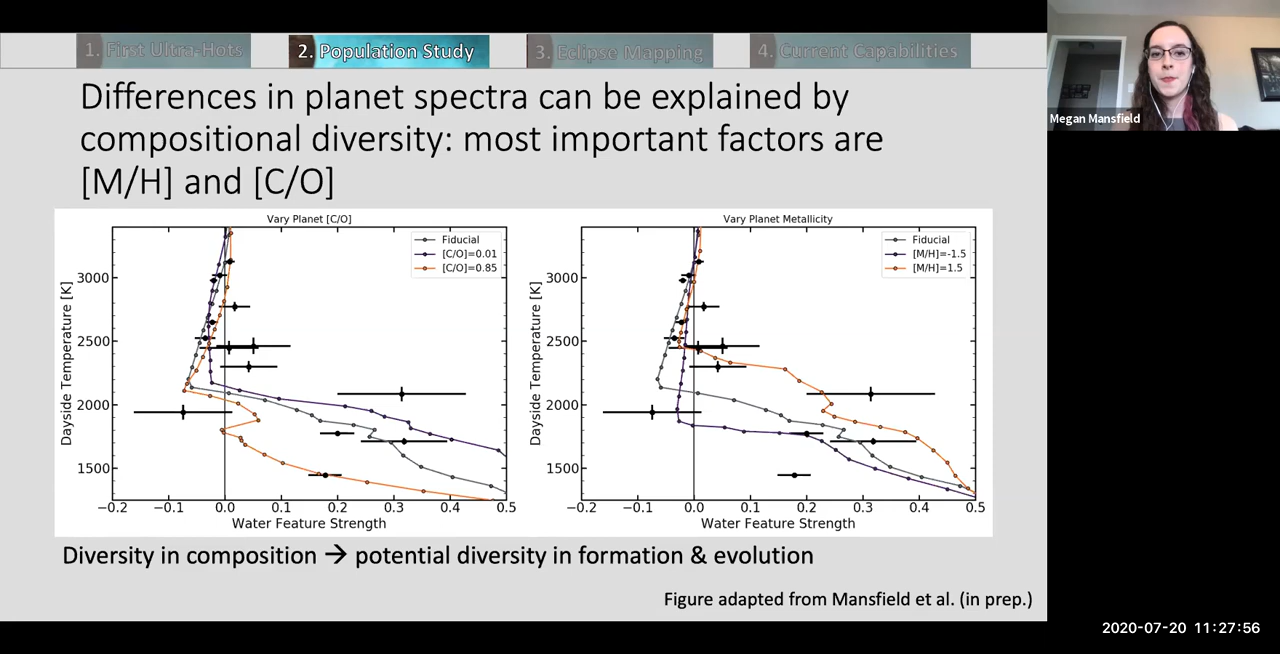 1. First Ultra-Hots
2. Population Study
3. Eclipse Mapping
4. Current Capabilities
Megan Mansfield
Differences in planet spectra can be explained by
compositional diversity: most important factors are
[M/H] and [C/O]
Vary Planet [C/O]
Fiducial
[C/O]=0.01
[C/O]=0.85
Dayside Temperature [K]
3000
2500
2000
1500
−0.2 −0.1 0.0 0.1 0.2 0.3 0.4 0.5
Water Feature Strength
Vary Planet Metallicity
Fiducial
[M/H]=-1.5
[M/H]=1.5
Dayside Temperature [K]
3000
2500
2000
1500
−0.2 −0.1 0.0 0.1 0.2 0.3 0.4 0.5
Water Feature Strength
Diversity in composition → potential diversity in formation & evolution
Figure adapted from Mansfield et al. (in prep.)
2020-07-20 11:27:56